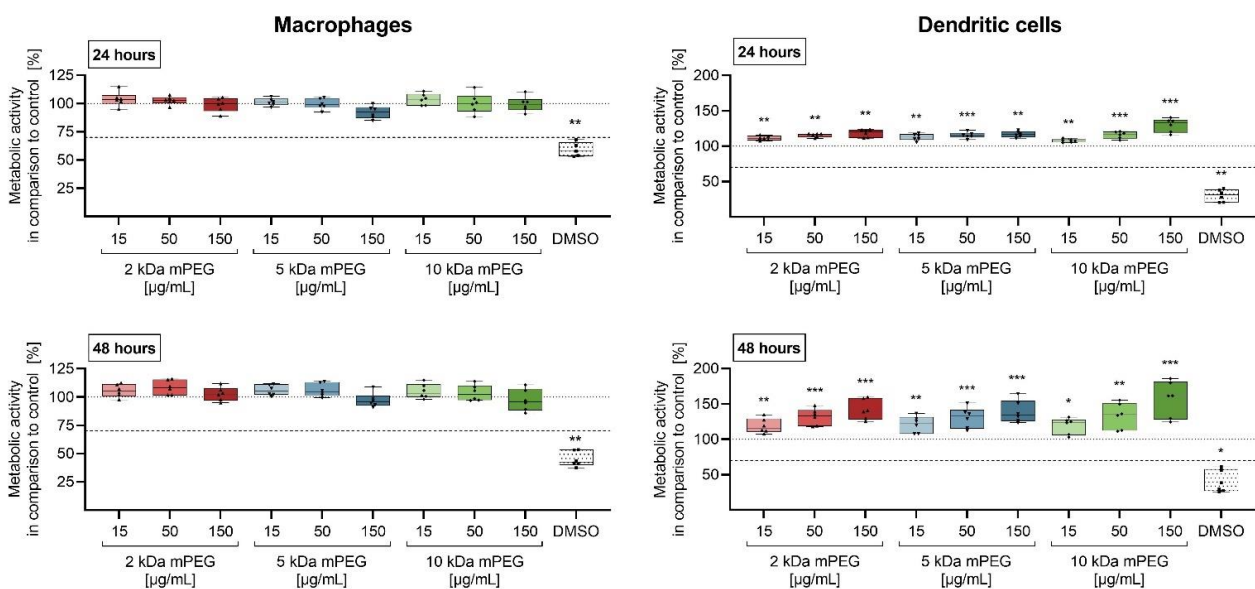 Macrophages
24 hours
Metabolic activity
in comparison to control [%]
125
100
75
50
25
**
15 50 150 15 50 150 15 50 150 DMSO
2 kDa mPEG 5 kDa mPEG 10 kDa mPEG
[µg/mL] [µg/mL] [µg/mL]
Dendritic cells
24 hours
Metabolic activity
in comparison to control [%]
200
150
100
50
** ** ** ** *** ** ** *** *** **
15 50 150 15 50 150 15 50 150 DMSO
2 kDa mPEG 5 kDa mPEG 10 kDa mPEG
[µg/mL] [µg/mL] [µg/mL]
48 hours
Metabolic activity
in comparison to control [%]
125
100
75
50
25
**
15 50 150 15 50 150 15 50 150 DMSO
2 kDa mPEG 5 kDa mPEG 10 kDa mPEG
[µg/mL] [µg/mL] [µg/mL]
48 hours
Metabolic activity
in comparison to control [%]
200
150
100
50
** *** *** ** *** *** * ** *** *
15 50 150 15 50 150 15 50 150 DMSO
2 kDa mPEG 5 kDa mPEG 10 kDa mPEG
[µg/mL] [µg/mL] [µg/mL]